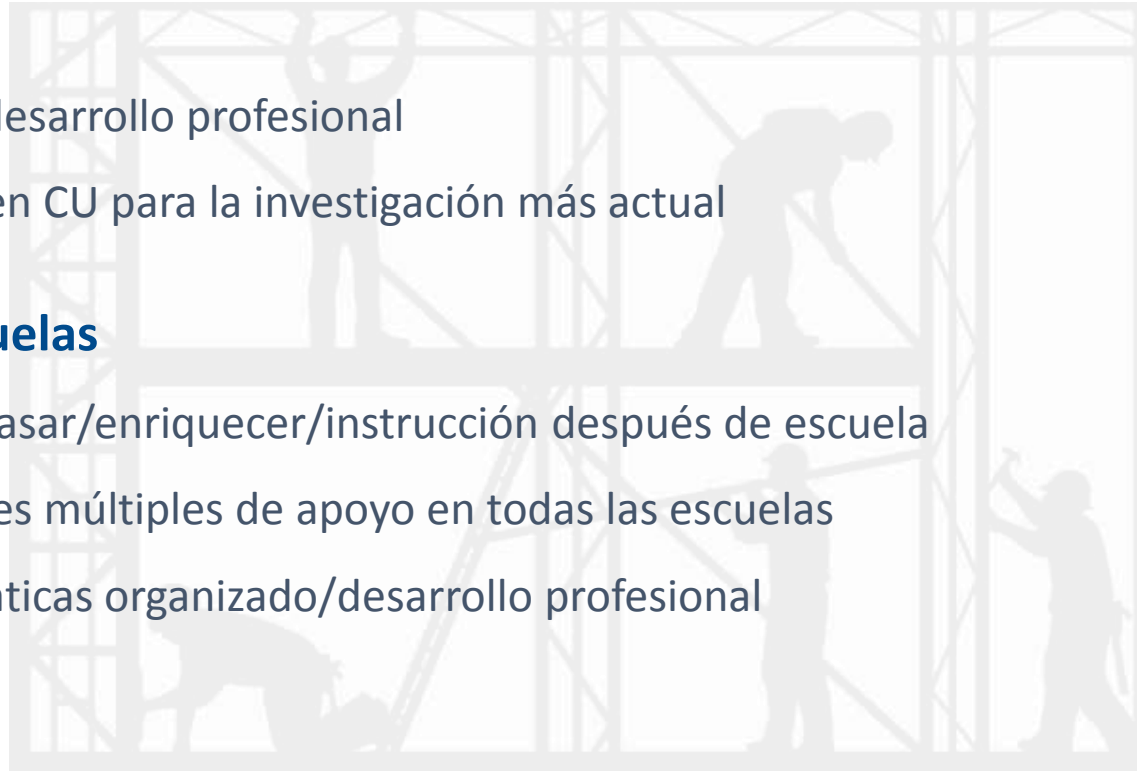 desarrollo profesional
en CU para la investigación más actual
uelas
asar/enriquecer/instrucción después de escuela
es múltiples de apoyo en todas las escuelas
áticas organizado/desarrollo profesional